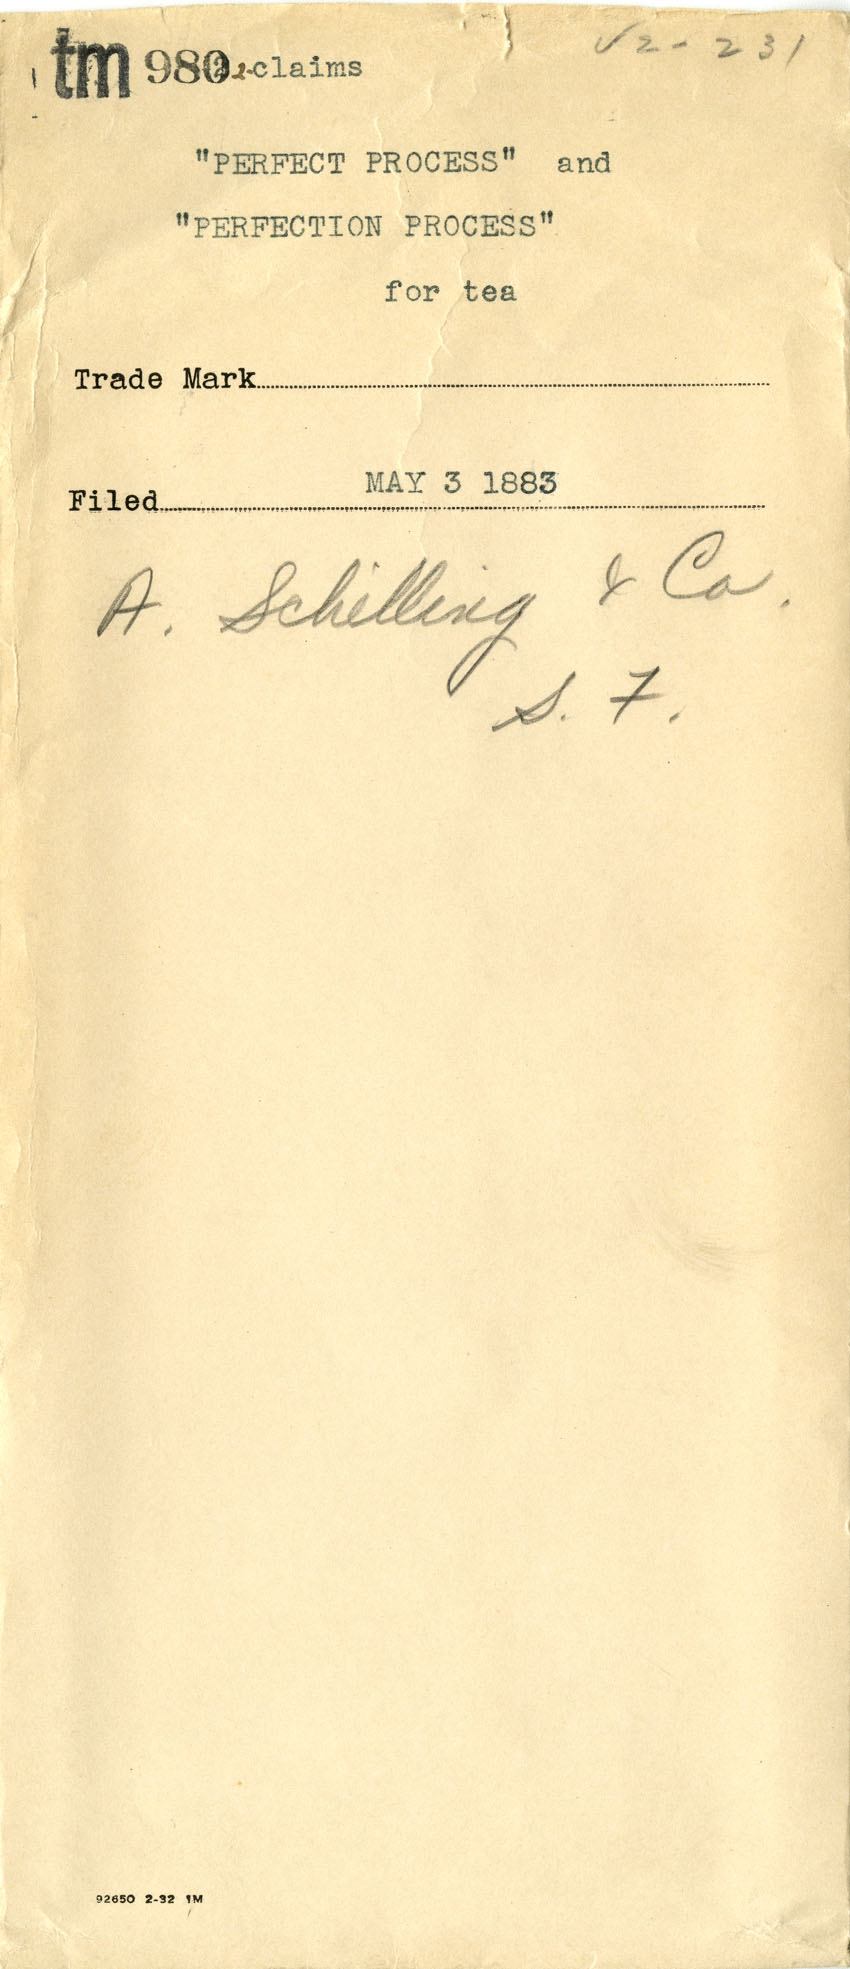 tm 980 2 claims
√2-231
"PERFECT PROCESS" and
"PERFECTION PROCESS"
for tea
Trade Mark
Filed MAY 3 1883
A. Schilling & Co.
S. F.
92650 2-32 1M